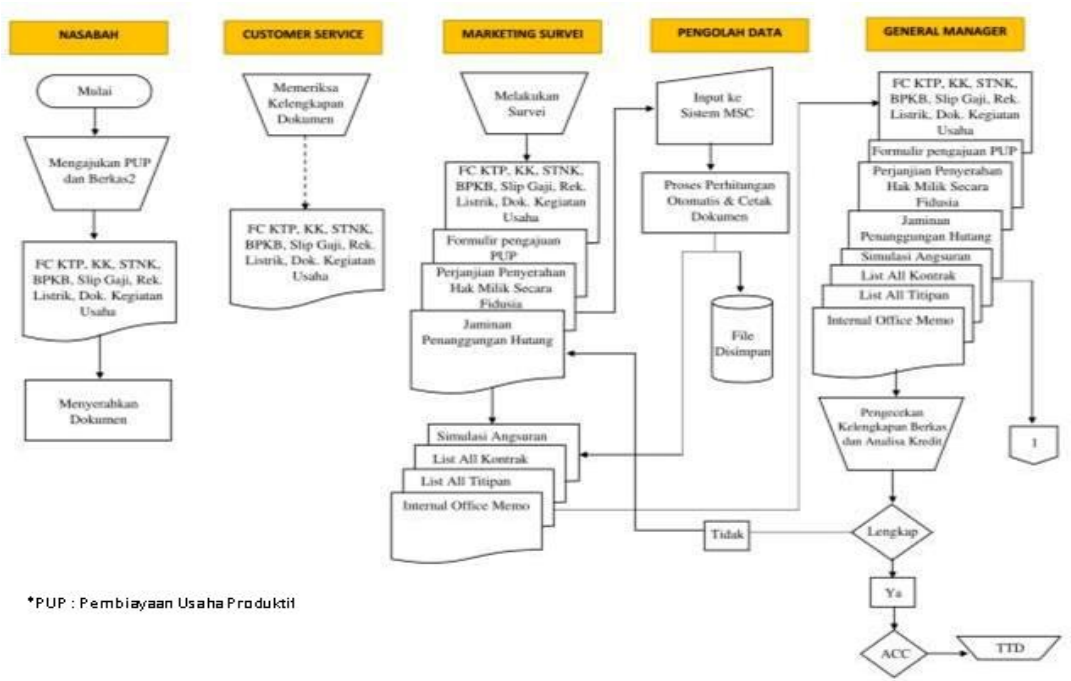 NASABAH
Mulai
Mengajukan PUP
dan Berkas2
FC KTP, KK, STNK,
BPKB, Slip Gaji, Rek.
Listrik, Dok. Kegiatan
Usaha
Menyerahkan
Dokumen
CUSTOMER SERVICE
Memeriksa
Kelengkapan
Dokumen
FC KTP, KK, STNK,
BPKB, Slip Gaji, Rek.
Listrik, Dok. Kegiatan
Usaha
MARKETING SURVEI
Melakukan
Survei
FC KTP, KK, STNK,
BPKB, Slip Gaji, Rek.
Listrik, Dok. Kegiatan
Usaha
Formulir pengajuan
PUP
Perjanjian Penyerahan
Hak Milik Secara
Fidusia
Jaminan
Penanggungan Hutang
Simulasi Angsuran
List All Kontrak
List All Titipan
Internal Office Memo
PENGOLAH DATA
Input ke
Sistem MSC
Proses Perhitungan
Otomatis & Cetak
Dokumen
File
Disimpan
GENERAL MANAGER
FC KTP, KK, STNK,
BPKB, Slip Gaji, Rek.
Listrik, Dok. Kegiatan
Usaha
Formulir pengajuan PUP
Perjanjian Penyerahan
Hak Milik Secara
Fidusia
Jaminan
Penanggungan Hutang
Simulasi Angsuran
List All Kontrak
List All Titipan
Internal Office Memo
Pengecekan
Kelengkapan Berkas
dan Analisa Kredit
1
Lengkap
Tidak
Ya
ACC
TTD
*PUP : Pembiayaan Usaha Produktif